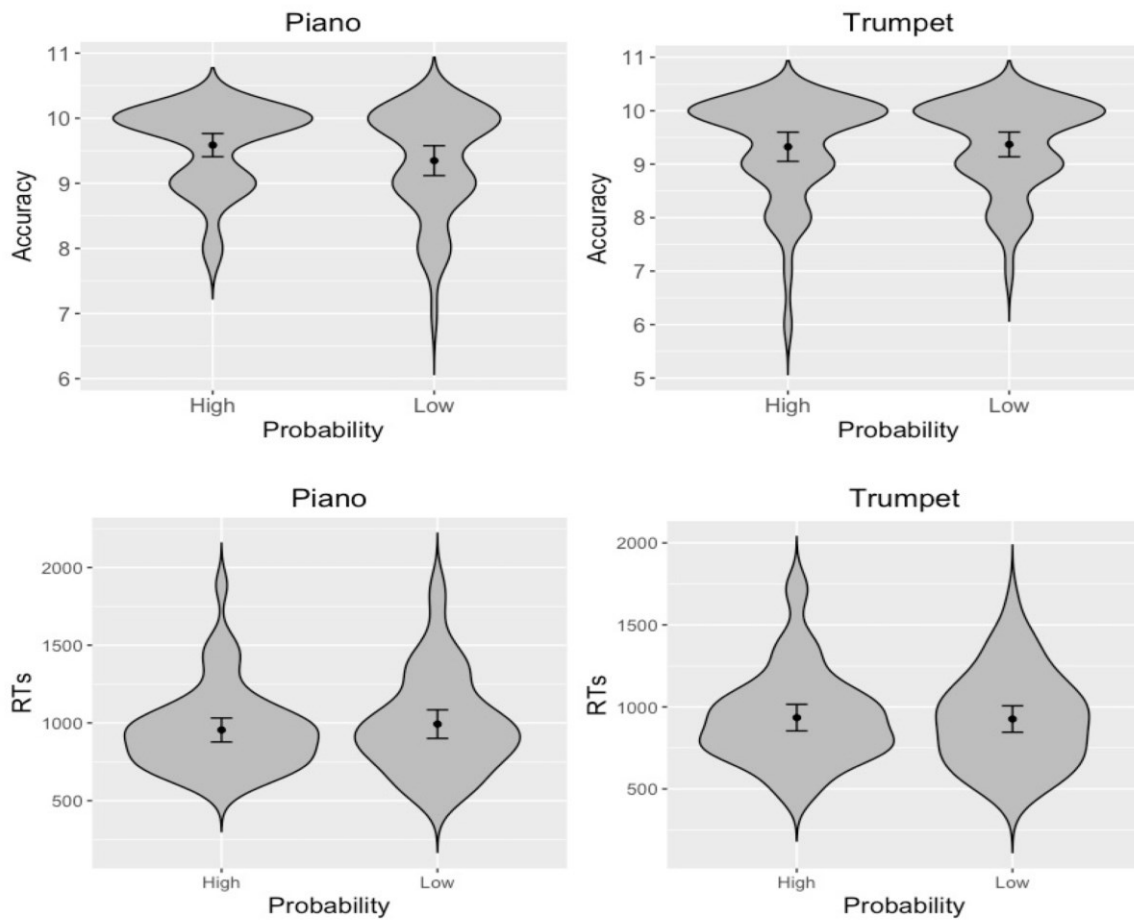 Piano
11
10
9
8
7
6
Accuracy
High Low
Probability
Trumpet
11
10
9
8
7
6
5
Accuracy
High Low
Probability
Piano
2000
1500
1000
500
RTs
High Low
Probability
Trumpet
2000
1500
1000
500
RTs
High Low
Probability